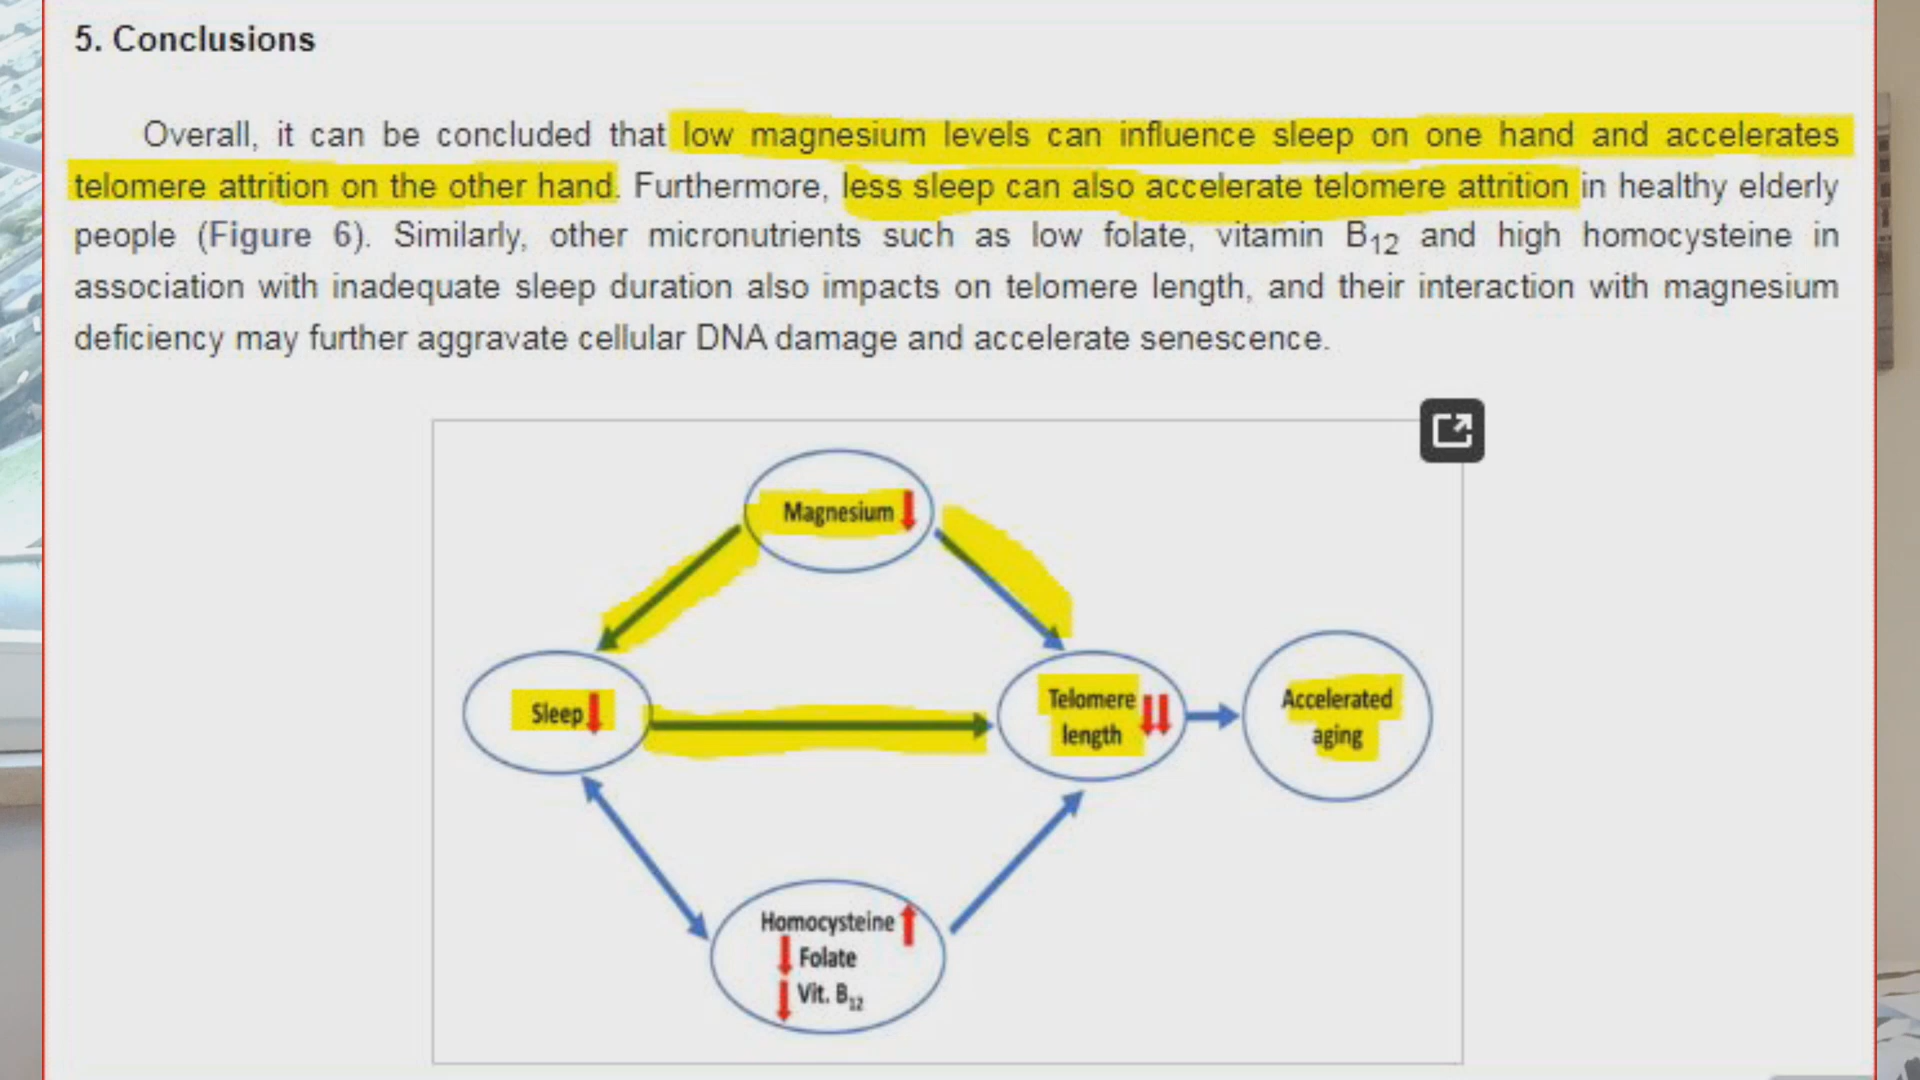 5. Conclusions
Overall, it can be concluded that low magnesium levels can influence sleep on one hand and accelerates
telomere attrition on the other hand. Furthermore, less sleep can also accelerate telomere attrition in healthy elderly
people (Figure 6). Similarly, other micronutrients such as low folate, vitamin B12 and high homocysteine in
association with inadequate sleep duration also impacts on telomere length, and their interaction with magnesium
deficiency may further aggravate cellular DNA damage and accelerate senescence.
Magnesium
Sleep
Telomere
length
Accelerated
aging
Homocysteine
Folate
Vit. B12